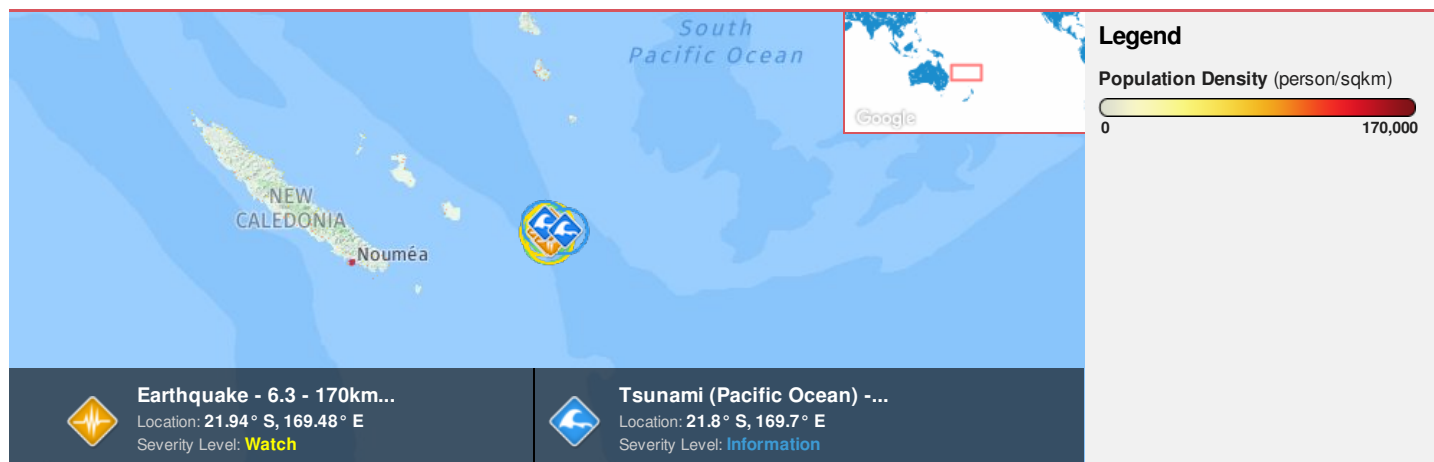 South
Pacific Ocean
NEW
CALEDONIA
Nouméa
Google
Legend
Population Density (person/sqkm)
0 170,000
Earthquake - 6.3 - 170km...
Location: 21.94° S, 169.48° E
Severity Level: Watch
Tsunami (Pacific Ocean) -...
Location: 21.8° S, 169.7° E
Severity Level: Information